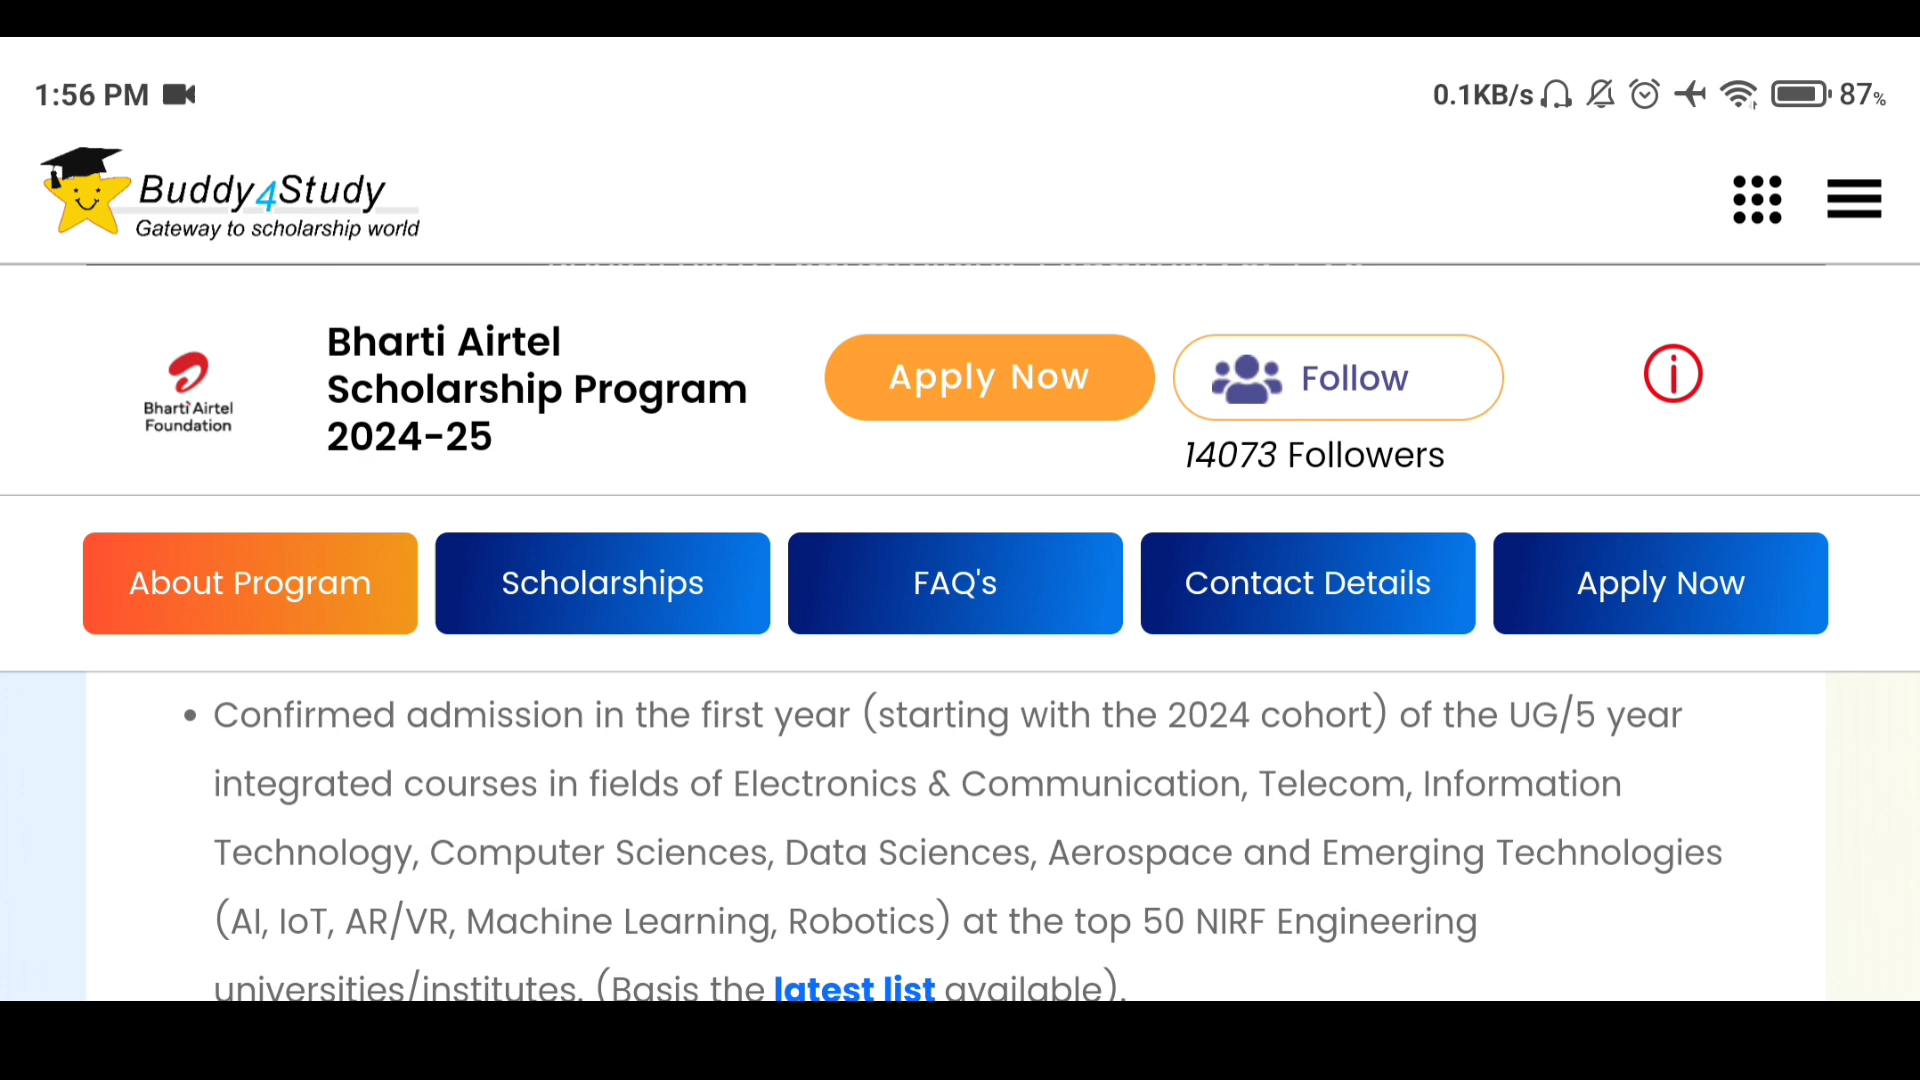 1:56 PM
0.1KB/s
87%
Buddy4Study
Gateway to scholarship world
Bharti Airtel
Foundation
Bharti Airtel
Scholarship Program
2024-25
Apply Now
Follow
14073 Followers
About Program
Scholarships
FAQ's
Contact Details
Apply Now
• Confirmed admission in the first year (starting with the 2024 cohort) of the UG/5 year
integrated courses in fields of Electronics & Communication, Telecom, Information
Technology, Computer Sciences, Data Sciences, Aerospace and Emerging Technologies
(AI, IoT, AR/VR, Machine Learning, Robotics) at the top 50 NIRF Engineering
universities/institutes. (Basis the latest list available).